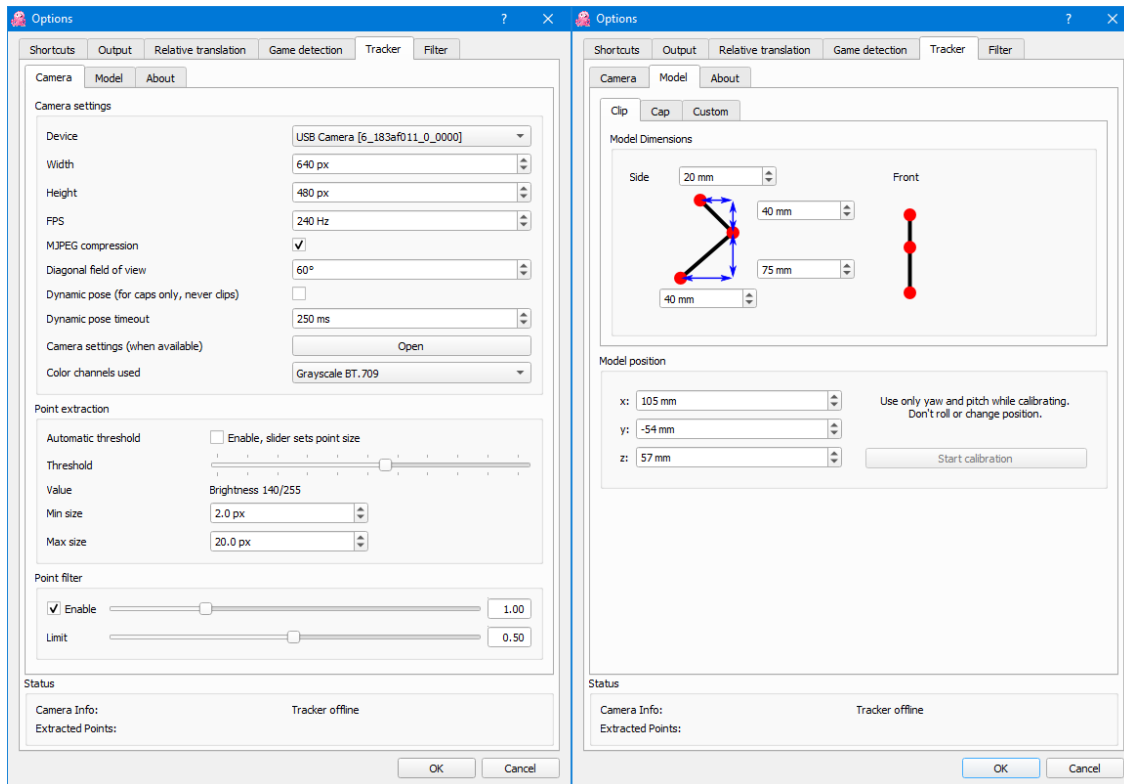 Options
?
Shortcuts Output Relative translation Game detection Tracker Filter
Camera Model About
Camera settings
Device USB Camera [6_183af011_0_0000]
Width 640 px
Height 480 px
FPS 240 Hz
MJPEG compression
Diagonal field of view 60°
Dynamic pose (for caps only, never clips)
Dynamic pose timeout 250 ms
Camera settings (when available) Open
Color channels used Grayscale BT.709
Point extraction
Automatic threshold Enable, slider sets point size
Threshold
Value Brightness 140/255
Min size 2.0 px
Max size 20.0 px
Point filter
Enable 1.00
Limit 0.50
Status
Camera Info: Tracker offline
Extracted Points:
OK Cancel
Options
?
Shortcuts Output Relative translation Game detection Tracker Filter
Camera Model About
Clip Cap Custom
Model Dimensions
Side 20 mm Front
40 mm
75 mm
40 mm
Model position
x: 105 mm
y: -54 mm
z: 57 mm
Use only yaw and pitch while calibrating.
Don't roll or change position.
Start calibration
Status
Camera Info: Tracker offline
Extracted Points:
OK Cancel